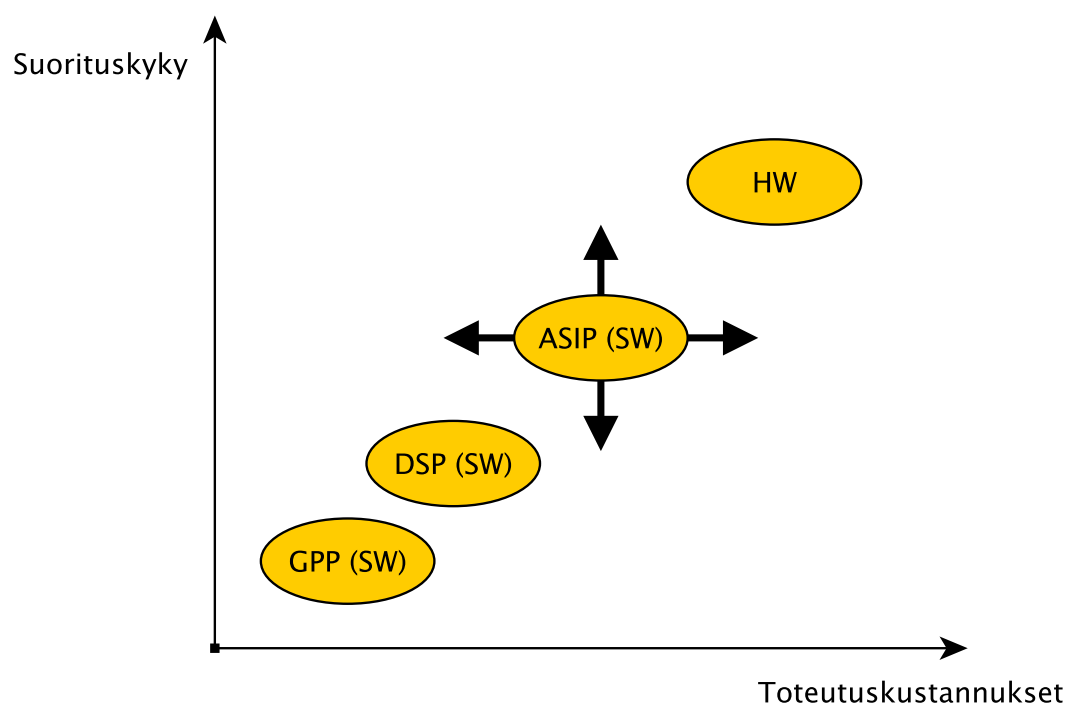 Suorituskyky
HW
ASIP (SW)
DSP (SW)
GPP (SW)
Toteutuskustannukset